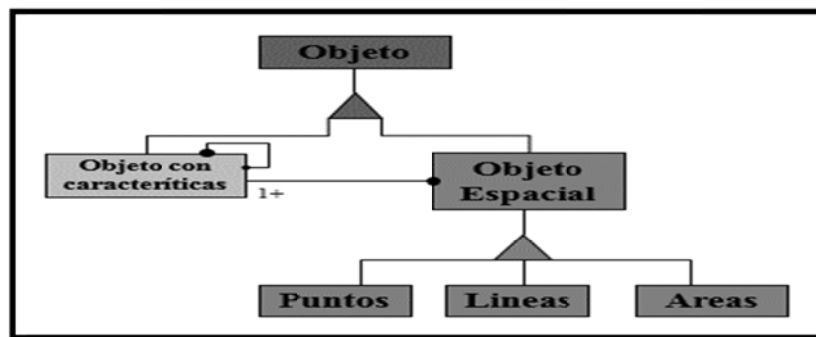 Objeto
Objeto con
caracteríticas
1+
Objeto
Espacial
Puntos
Lineas
Areas